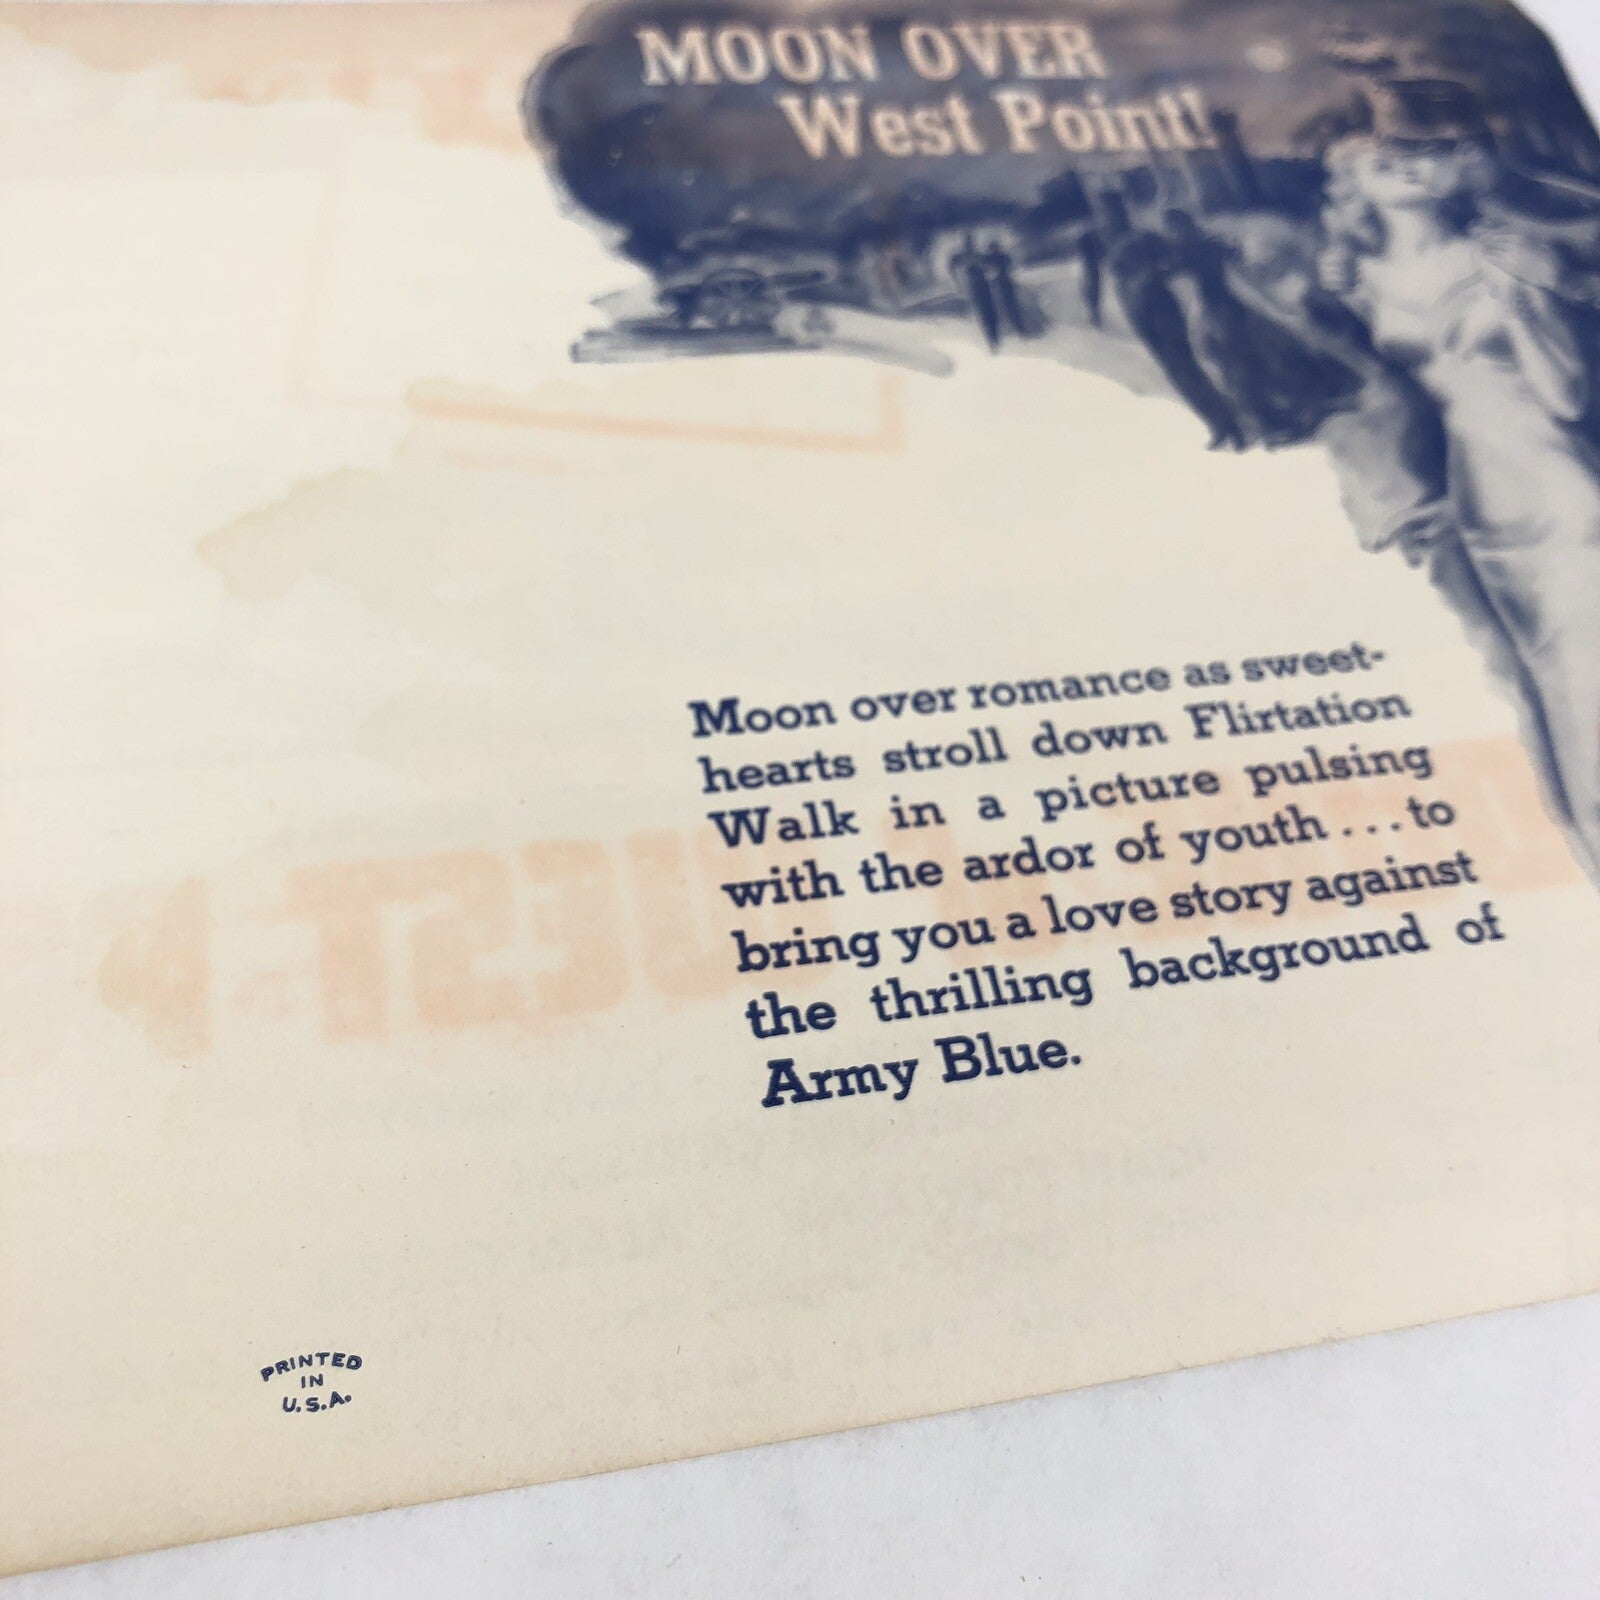 MOON OVER
West Point!
Moon over romance as sweet-
hearts stroll down Flirtation
Walk in a picture pulsing
with the ardor of youth...to
bring you a love story against
the thrilling background of
Army Blue.
PRINTED
IN
U.S.A.